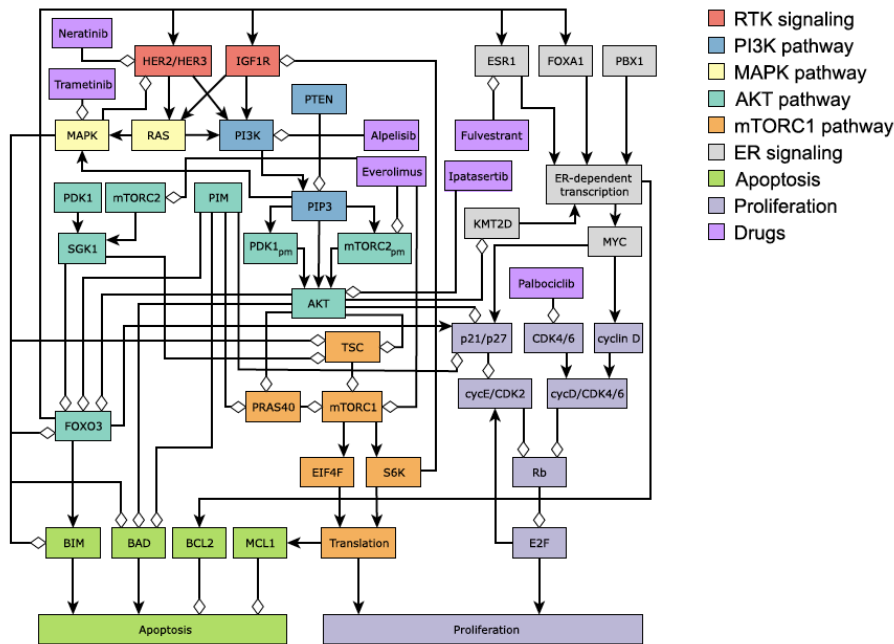 Neratinib
HER2/HER3
IGF1R
ESR1
FOXA1
PBX1
Trametinib
PTEN
MAPK
RAS
PI3K
Alpelisib
Fulvestrant
Everolimus
Ipatasertib
ER-dependent
transcription
PDK1
mTORC2
PIM
PIP3
KMT2D
SGK1
PDK1pm
mTORC2pm
MYC
AKT
Palbociclib
TSC
p21/p27
CDK4/6
cyclin D
PRAS40
mTORC1
cycE/CDK2
cycD/CDK4/6
FOXO3
EIF4F
S6K
Rb
BIM
BAD
BCL2
MCL1
Translation
E2F
Apoptosis
Proliferation
RTK signaling
PI3K pathway
MAPK pathway
AKT pathway
mTORC1 pathway
ER signaling
Apoptosis
Proliferation
Drugs